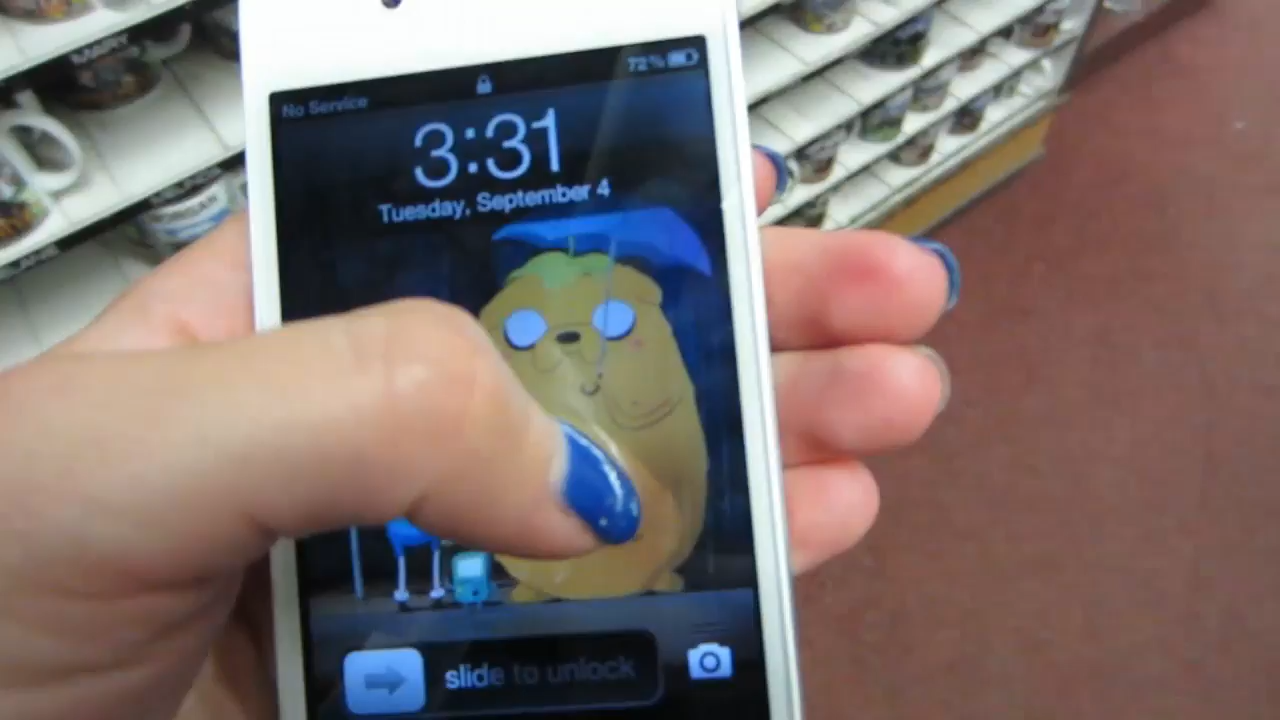 No Service
72%
3:31
Tuesday, September 4
slide to unlock